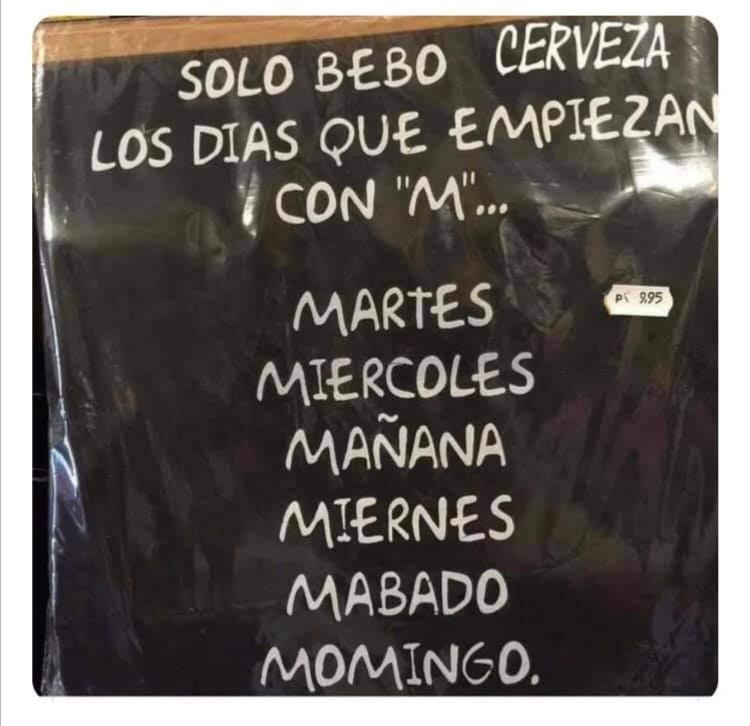 SOLO BEBO CERVEZA
LOS DIAS QUE EMPIEZAN
CON "M"...
MARTES
MIERCOLES
MAÑANA
MIERNES
MABADO
MOMINGO.
9,95